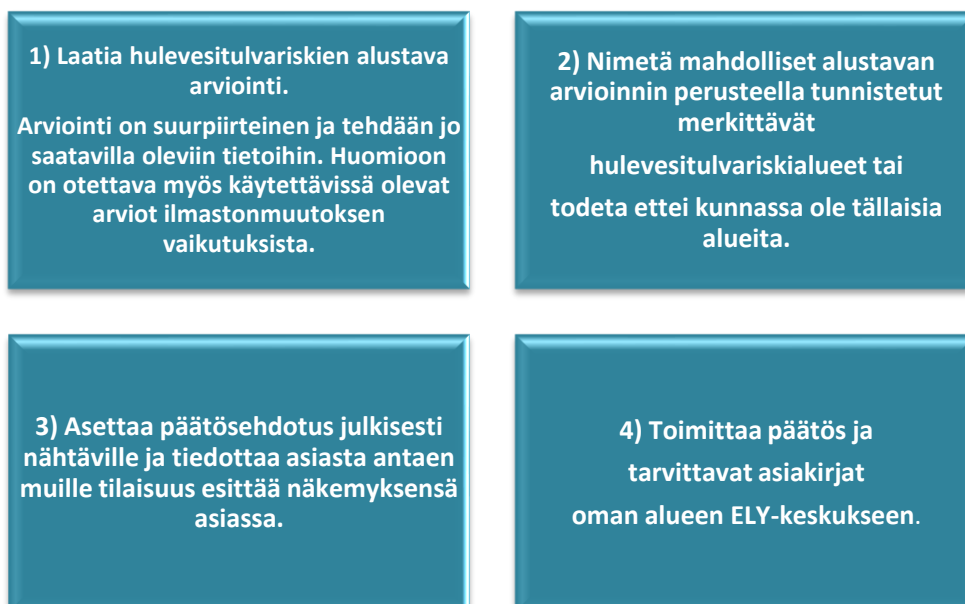 1) Laatia hulevesitulvariskien alustava
arviointi.
Arviointi on suurpiirteinen ja tehdään jo
saatavilla oleviin tietoihin. Huomioon
on otettava myös käytettävissä olevat
arviot ilmastonmuutoksen
vaikutuksista.
2) Nimetä mahdolliset alustavan
arvioinnin perusteella tunnistetut
merkittävät
hulevesitulvariskialueet tai
todeta ettei kunnassa ole tällaisia
alueita.
3) Asettaa päätösehdotus julkisesti
nähtäville ja tiedottaa asiasta antaen
muille tilaisuus esittää näkemyksensä
asiassa.
4) Toimittaa päätös ja
tarvittavat asiakirjat
oman alueen ELY-keskukseen.